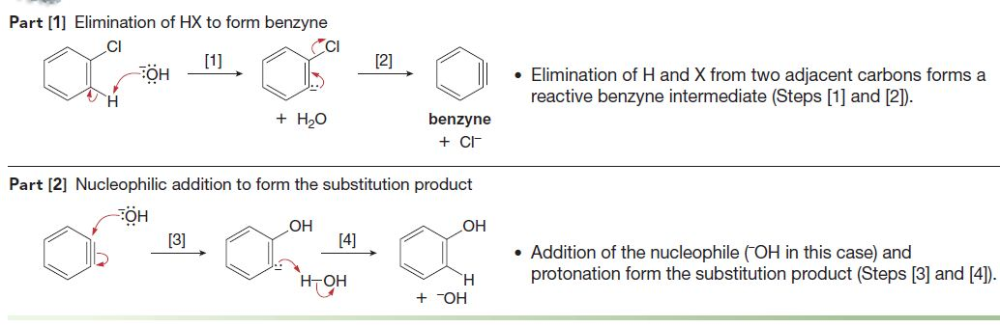 Part [1] Elimination of HX to form benzyne
Cl
−:ÖH
H
[1]
Cl
:
+ H₂O
[2]
benzyne
+ Cl⁻
• Elimination of H and X from two adjacent carbons forms a
reactive benzyne intermediate (Steps [1] and [2]).
Part [2] Nucleophilic addition to form the substitution product
−:ÖH
[3]
OH
:
H–OH
[4]
OH
H
+ ⁻OH
• Addition of the nucleophile (⁻OH in this case) and
protonation form the substitution product (Steps [3] and [4]).